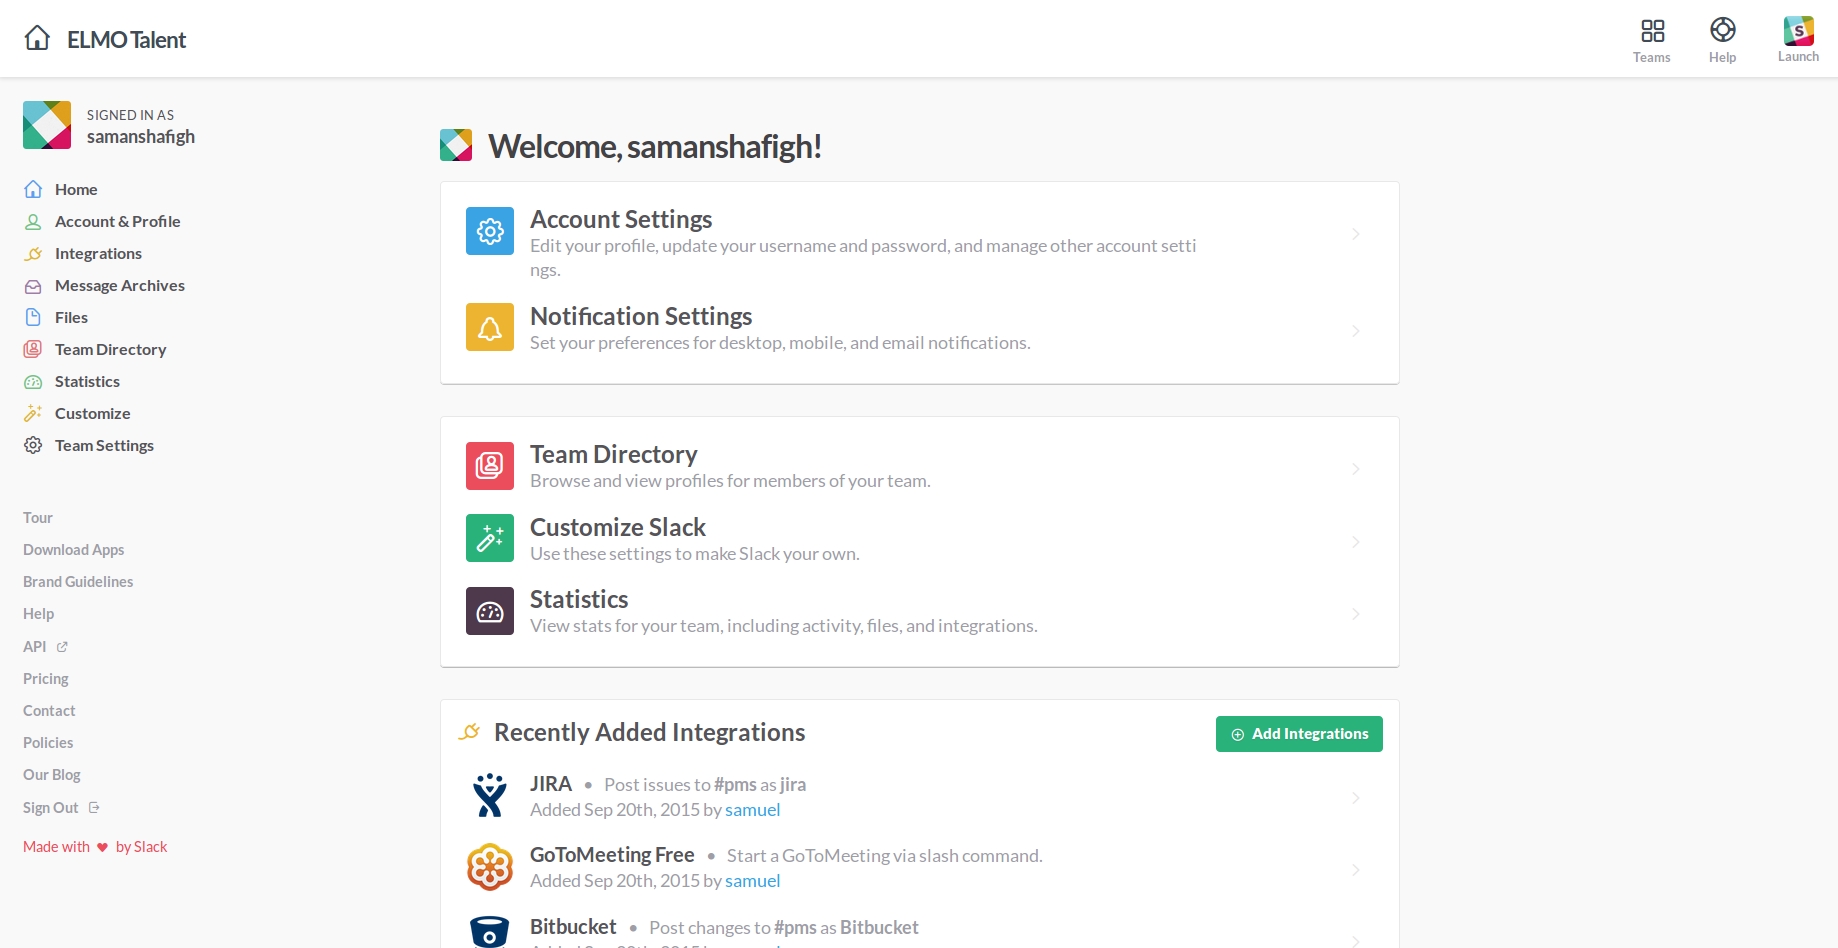 ELMO Talent
Teams
Help
S
Launch
SIGNED IN AS
samanshafigh
Home
Account & Profile
Integrations
Message Archives
Files
Team Directory
Statistics
Customize
Team Settings
Tour
Download Apps
Brand Guidelines
Help
API
Pricing
Contact
Policies
Our Blog
Sign Out
Made with ♥ by Slack
Welcome, samanshafigh!
Account Settings
Edit your profile, update your username and password, and manage other account setti
ngs.
Notification Settings
Set your preferences for desktop, mobile, and email notifications.
Team Directory
Browse and view profiles for members of your team.
Customize Slack
Use these settings to make Slack your own.
Statistics
View stats for your team, including activity, files, and integrations.
Recently Added Integrations
Add Integrations
JIRA • Post issues to #pms as jira
Added Sep 20th, 2015 by samuel
GoToMeeting Free • Start a GoToMeeting via slash command.
Added Sep 20th, 2015 by samuel
Bitbucket • Post changes to #pms as Bitbucket